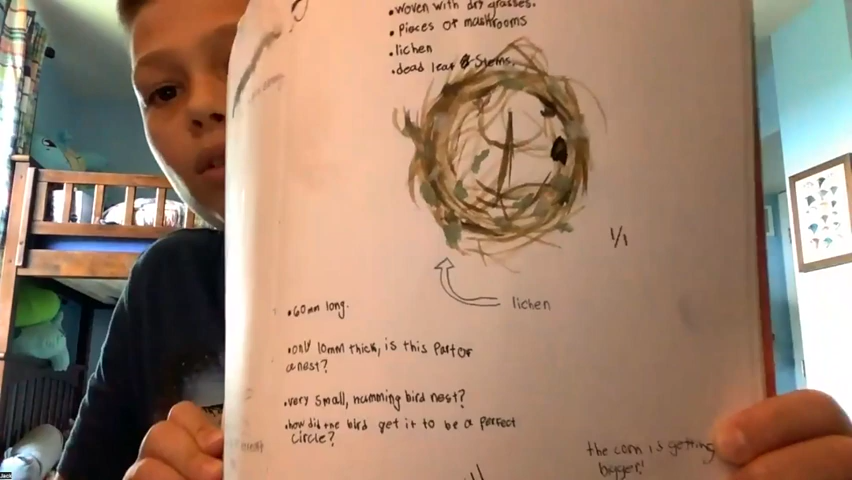 •woven with dry grasses.
•pieces of mushrooms
•lichen
•dead leaf & stems.
1/1
lichen
•60mm long.
•only 10mm thick, is this Part of
a nest?
•very small, humming bird nest?
•how did the bird get it to be a perfect
circle?
the corn is getting
bigger!
Jack